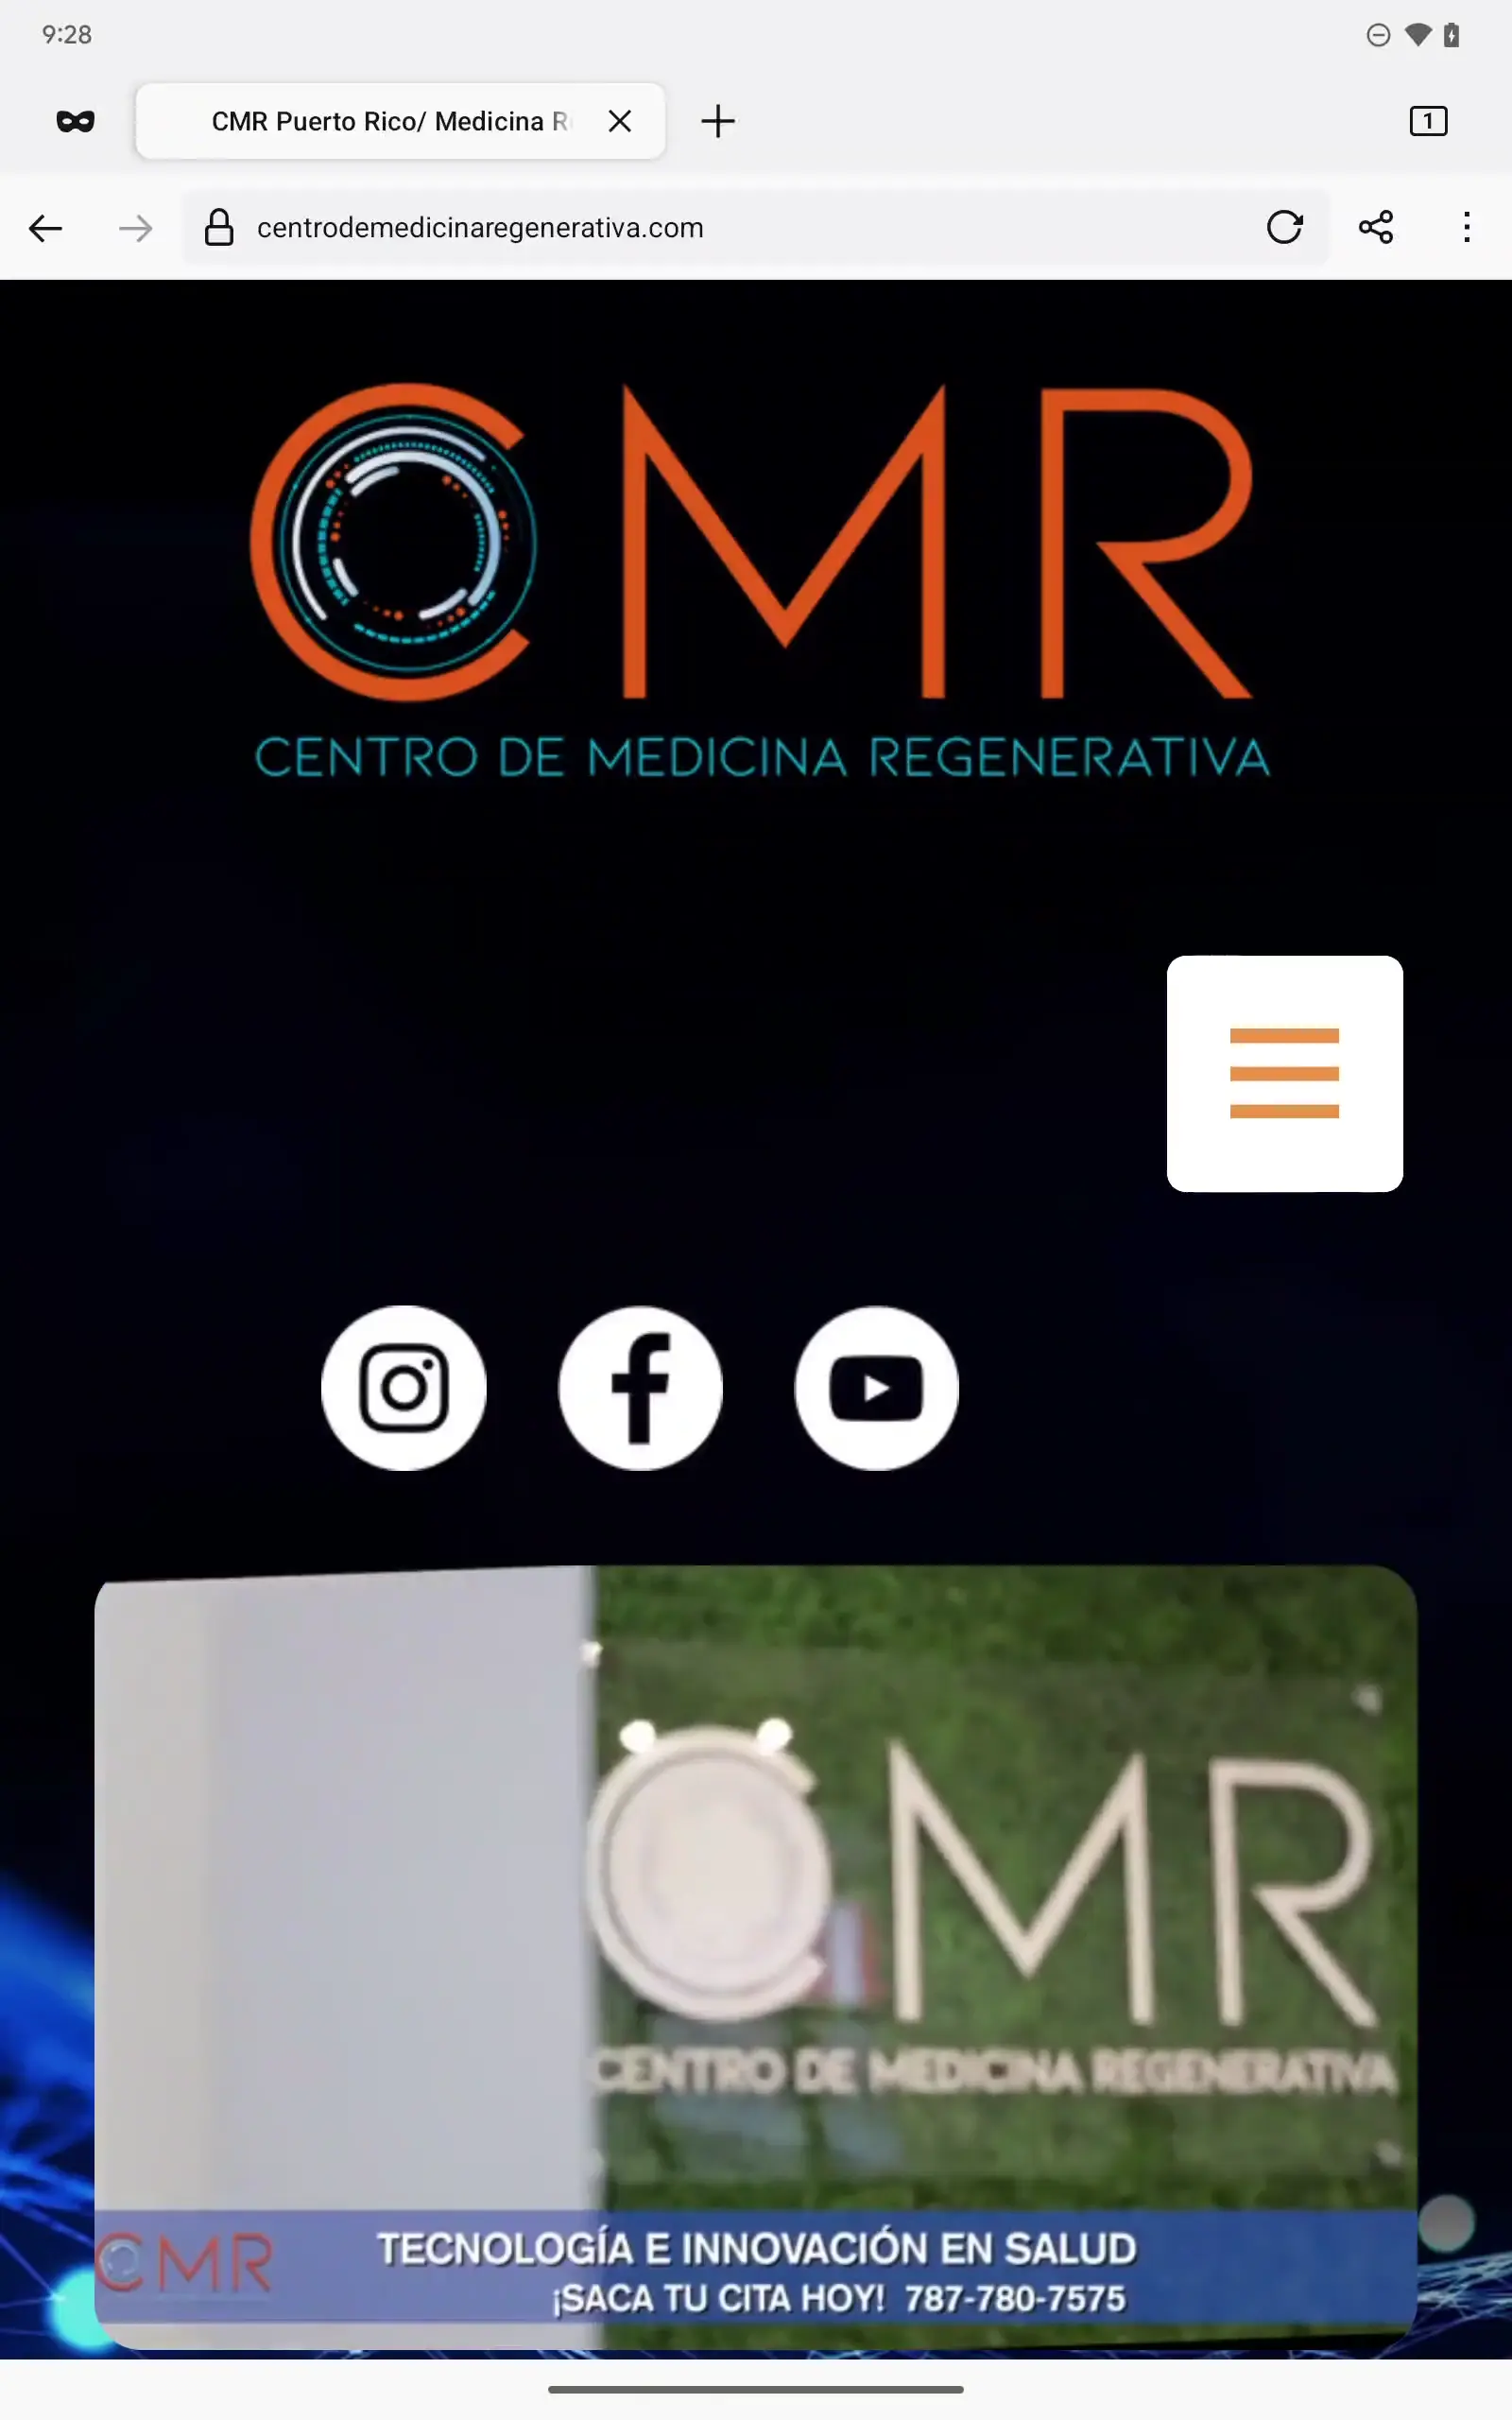 9:28
CMR Puerto Rico/ Medicina R
1
centrodemedicinaregenerativa.com
CMR
CENTRO DE MEDICINA REGENERATIVA
CMR
CENTRO DE MEDICINA REGENERATIVA
CMR
TECNOLOGÍA E INNOVACIÓN EN SALUD
¡SACA TU CITA HOY! 787-780-7575